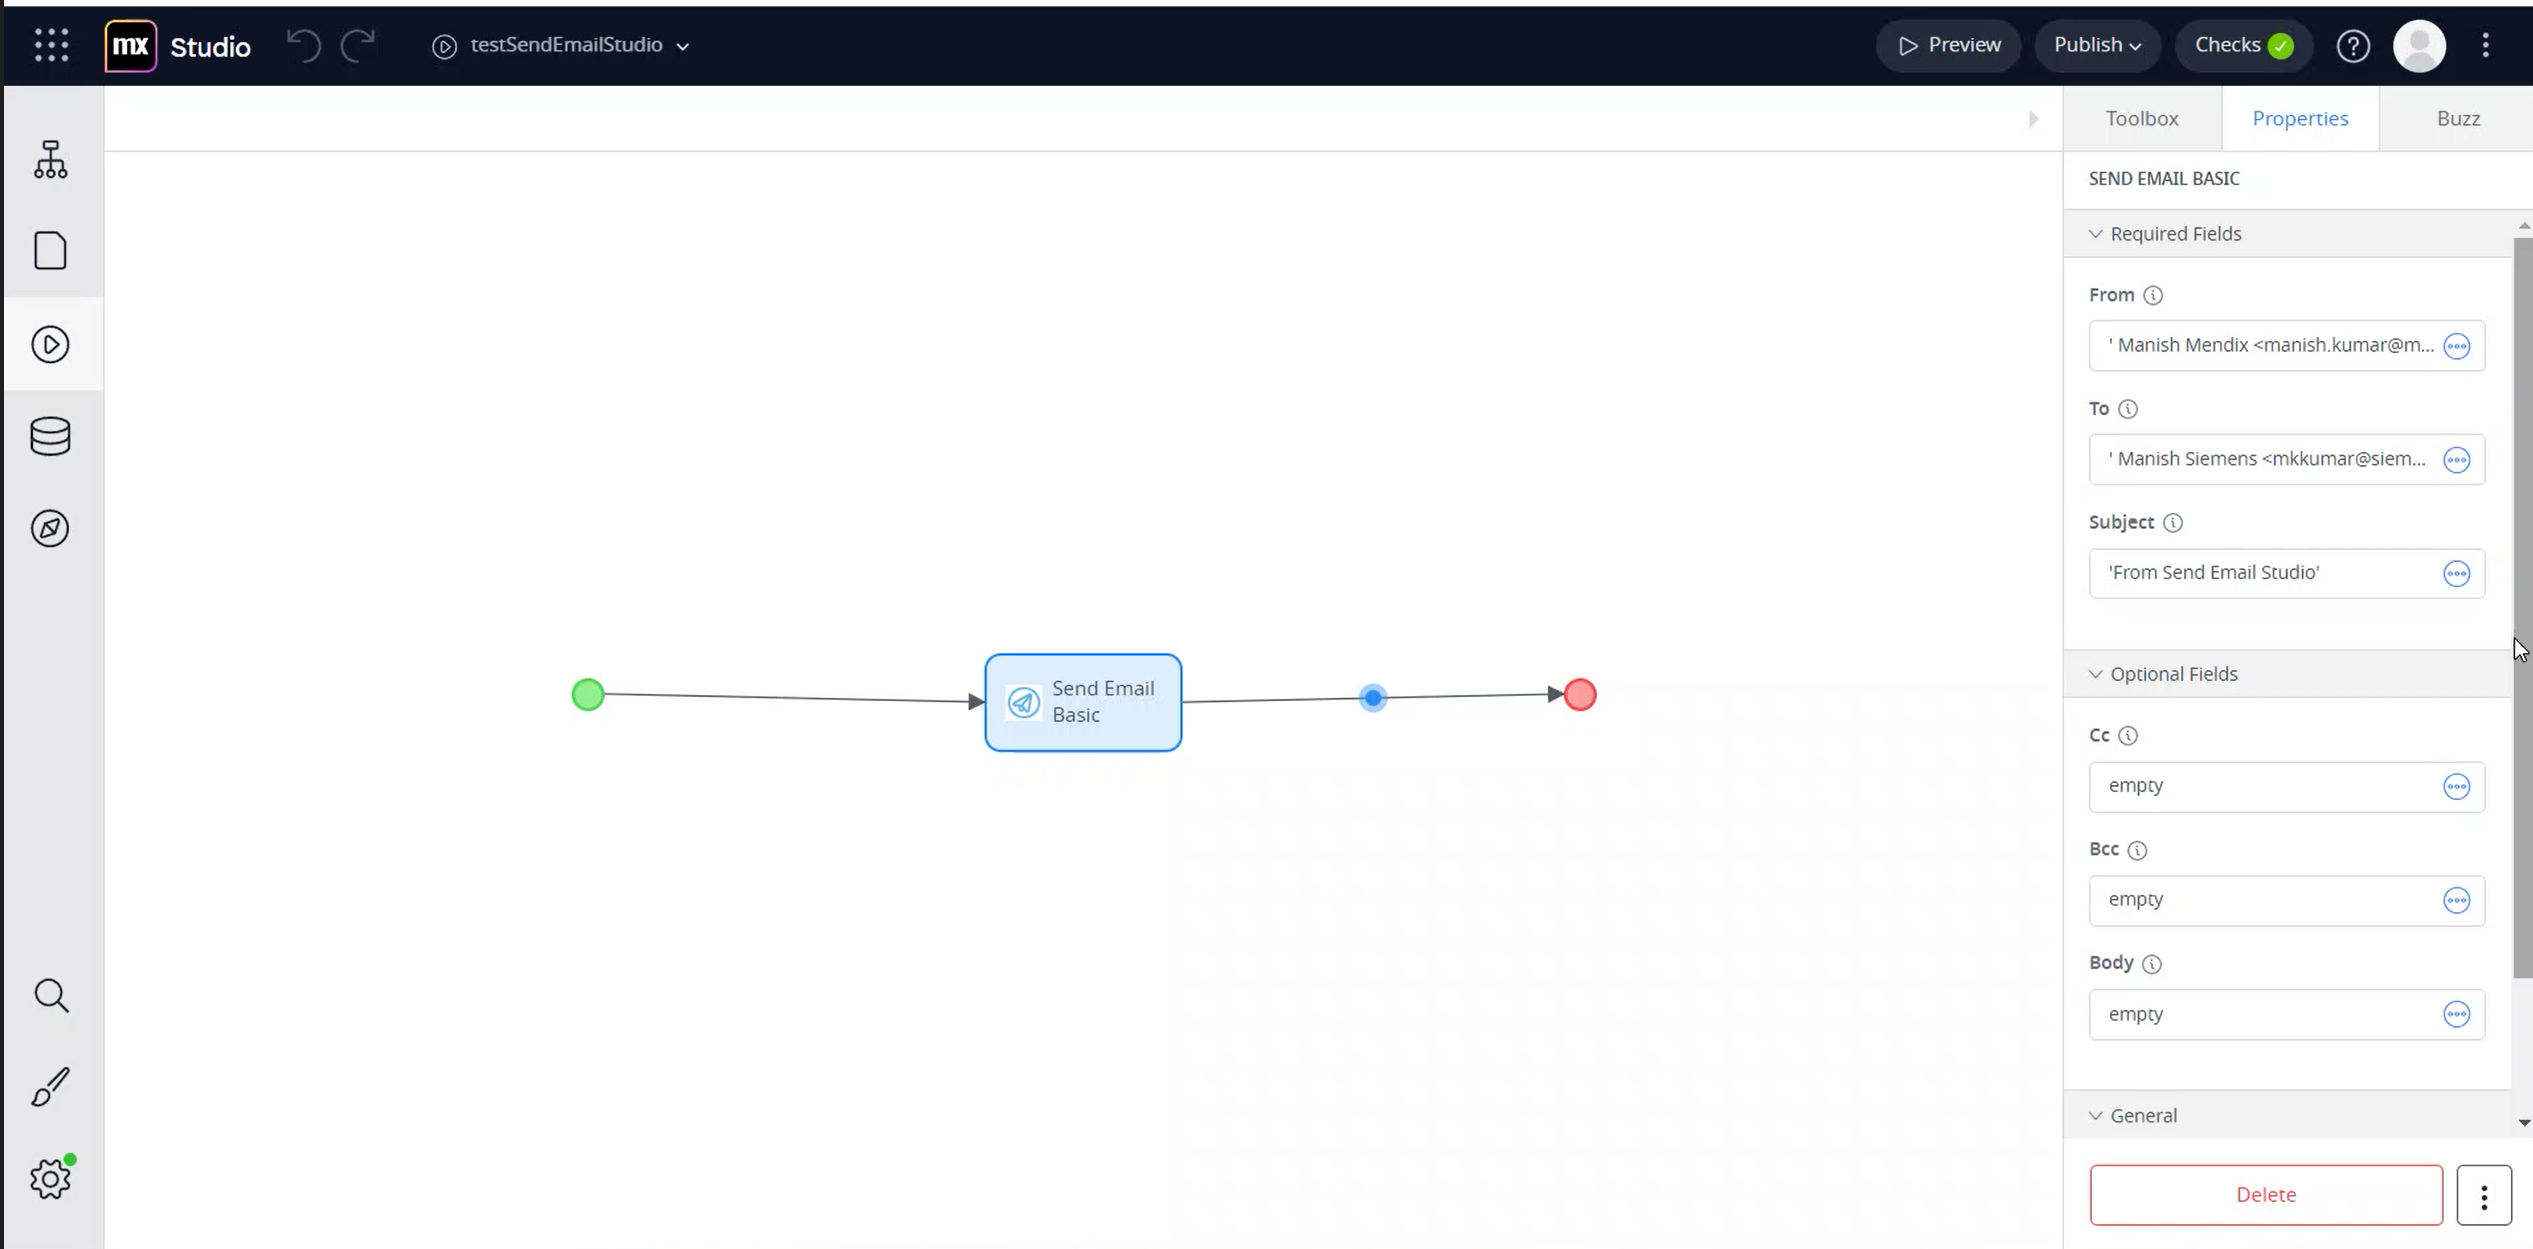 mx Studio testSendEmailStudio Preview Publish Checks
Toolbox Properties Buzz
SEND EMAIL BASIC
Required Fields
From
' Manish Mendix <manish.kumar@m...
To
' Manish Siemens <mkkumar@siem...
Subject
'From Send Email Studio'
Send Email
Basic
Optional Fields
Cc
empty
Bcc
empty
Body
empty
General
Delete